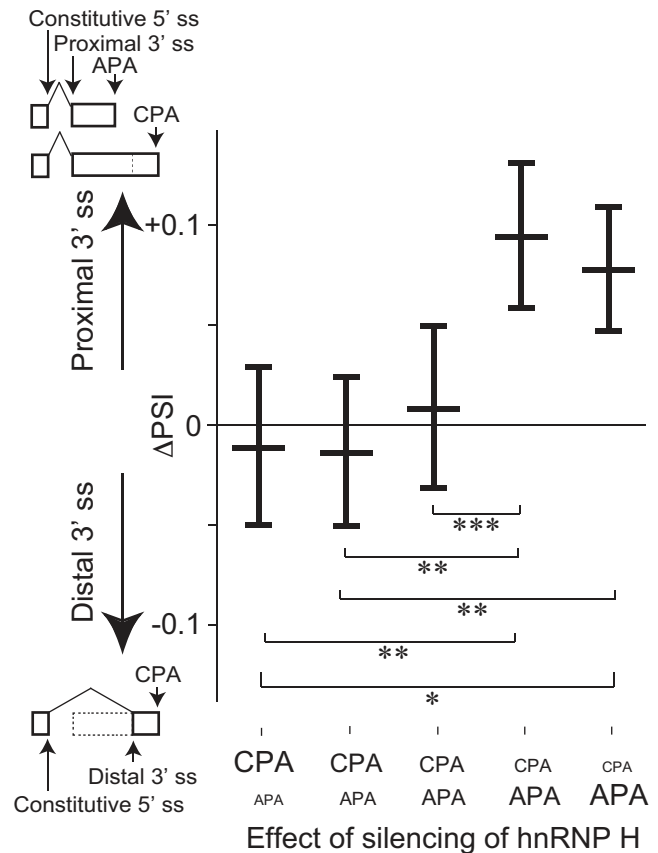 Constitutive 5' ss
Proximal 3' ss
APA
CPA
+0.1
Proximal 3' ss
0
ΔPSI
***
**
**
Distal 3' ss
-0.1
**
*
CPA
Distal 3' ss
Constitutive 5' ss
CPA CPA CPA CPA CPA
APA APA APA APA APA
Effect of silencing of hnRNP H